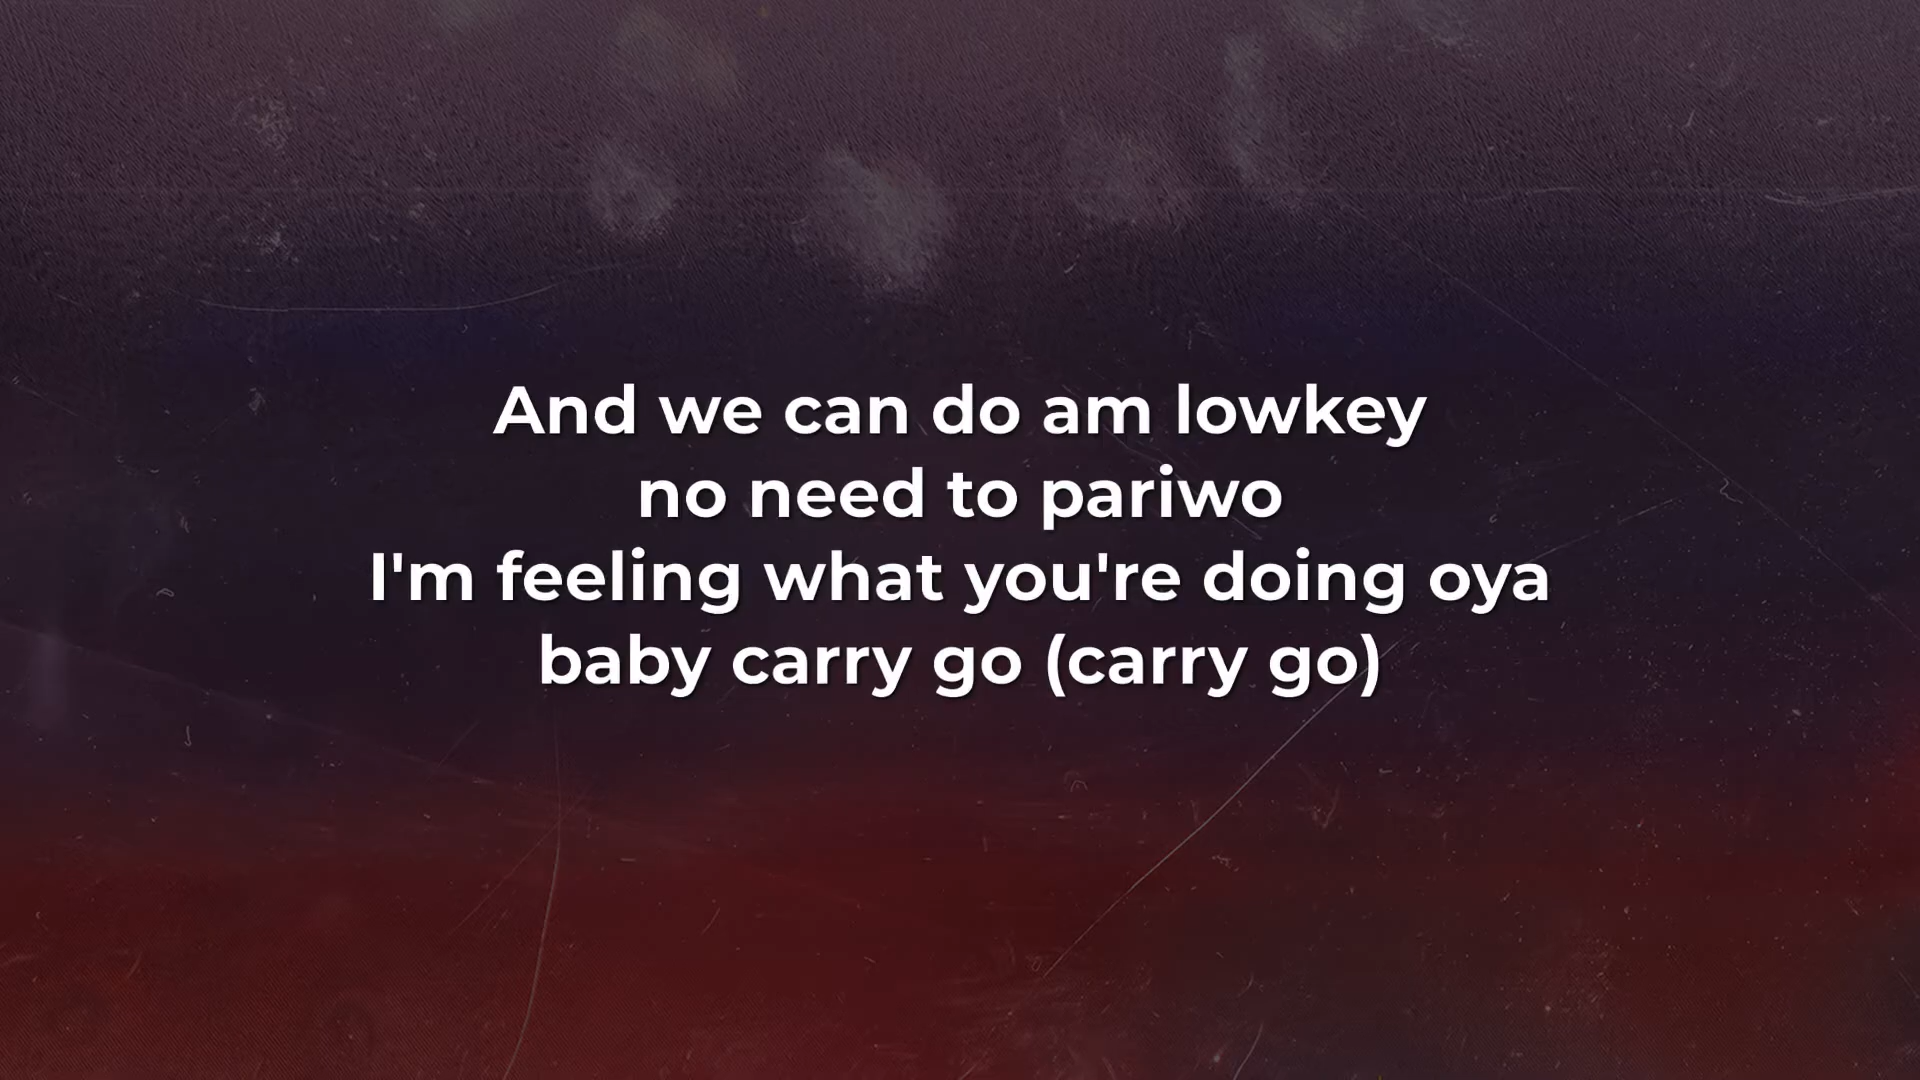 And we can do am lowkey
no need to pariwo
I'm feeling what you're doing oya
baby carry go (carry go)